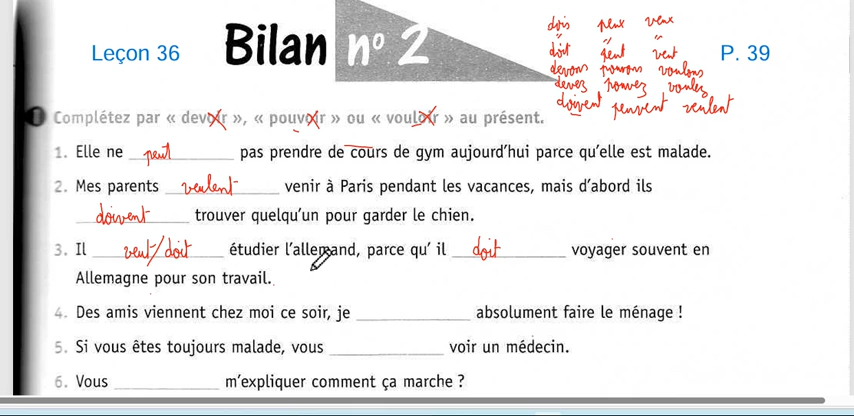 Leçon 36
Bilan nº 2
P. 39
dois peux veux
" " "
doit peut veut
devons pouvons voulons
devez pouvez voulez
doivent peuvent veulent
Complétez par « devoir », « pouvoir » ou « vouloir » au présent.
1. Elle ne peut pas prendre de cours de gym aujourd'hui parce qu'elle est malade.
2. Mes parents veulent venir à Paris pendant les vacances, mais d'abord ils
doivent trouver quelqu'un pour garder le chien.
3. Il veut/doit étudier l'allemand, parce qu' il doit voyager souvent en
Allemagne pour son travail.
4. Des amis viennent chez moi ce soir, je ____________ absolument faire le ménage !
5. Si vous êtes toujours malade, vous ____________ voir un médecin.
6. Vous ____________ m'expliquer comment ça marche ?